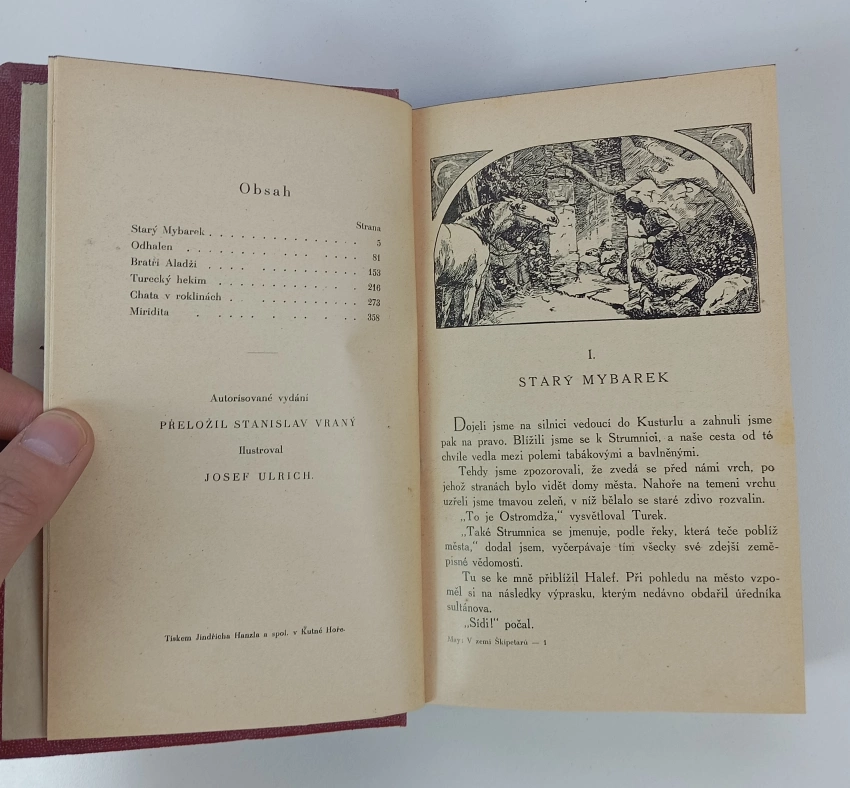 Obsah
Strana
Starý Mybarek . . . . . . . . . . . . . 5
Odhalen . . . . . . . . . . . . . 81
Bratři Aladži . . . . . . . . . . . . 153
Turecký hekim . . . . . . . . . . . . 216
Chata v roklinách . . . . . . . . . . . 273
Miridita . . . . . . . . . . . 358
Autorisované vydání
PŘELOŽIL STANISLAV VRANÝ
Ilustroval
JOSEF ULRICH.
Tiskem Jindřicha Hanzla a spol. v Kutné Hoře.
I.
STARÝ MYBAREK
Dojeli jsme na silnici vedoucí do Kusturlu a zahnuli jsme
pak na pravo. Blížili jsme se k Strumnici, a naše cesta od té
chvíle vedla mezi polemi tabákovými a bavlněnými.
Tehdy jsme zpozorovali, že zvedá se před námi vrch, po
jehož stranách bylo vidět domy města. Nahoře na temeni vrchu
uzřeli jsme tmavou zeleň, v níž bělalo se staré zdivo rozvalin.
„To je Ostromdža,“ vysvětloval Turek.
„Také Strumnica se jmenuje, podle řeky, která teče poblíž
města,“ dodal jsem, vyčerpávaje tím všecky své zdejší země-
pisné vědomosti.
Tu se ke mně přiblížil Halef. Při pohledu na město vzpo-
měl si na následky výprasku, kterým nedávno obdařil úředníka
sultánova.
„Sídi!“ počal.
May: V zemi Škipetarů — 1